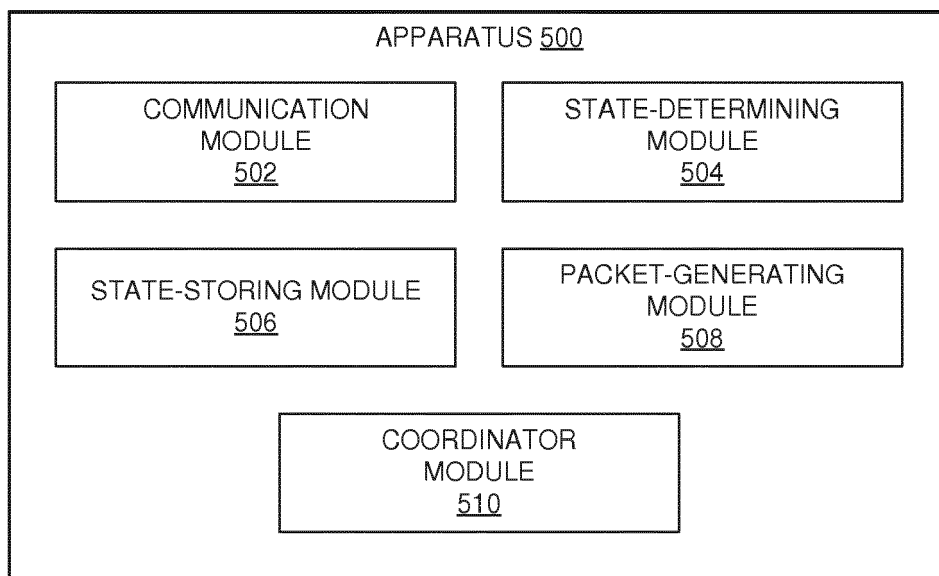 APPARATUS 500
COMMUNICATION
MODULE
502
STATE-DETERMINING
MODULE
504
STATE-STORING MODULE
506
PACKET-GENERATING
MODULE
508
COORDINATOR
MODULE
510